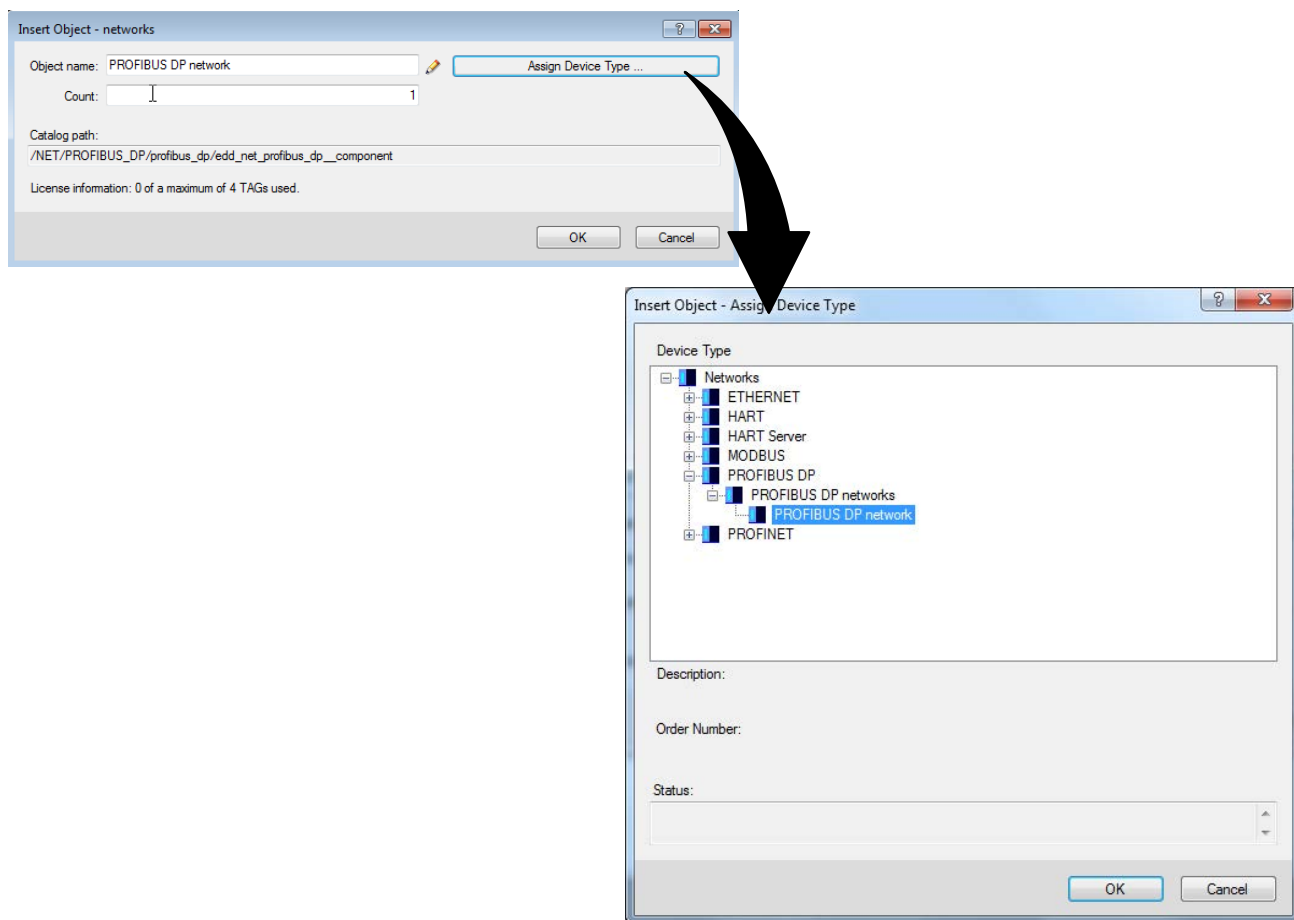 Insert Object - networks
Object name: PROFIBUS DP network
Assign Device Type ...
Count: 1
Catalog path:
/NET/PROFIBUS_DP/profibus_dp/edd_net_profibus_dp__component
License information: 0 of a maximum of 4 TAGs used.
OK Cancel
Insert Object - Assign Device Type
Device Type
Networks
ETHERNET
HART
HART Server
MODBUS
PROFIBUS DP
PROFIBUS DP networks
PROFIBUS DP network
PROFINET
Description:
Order Number:
Status:
OK Cancel